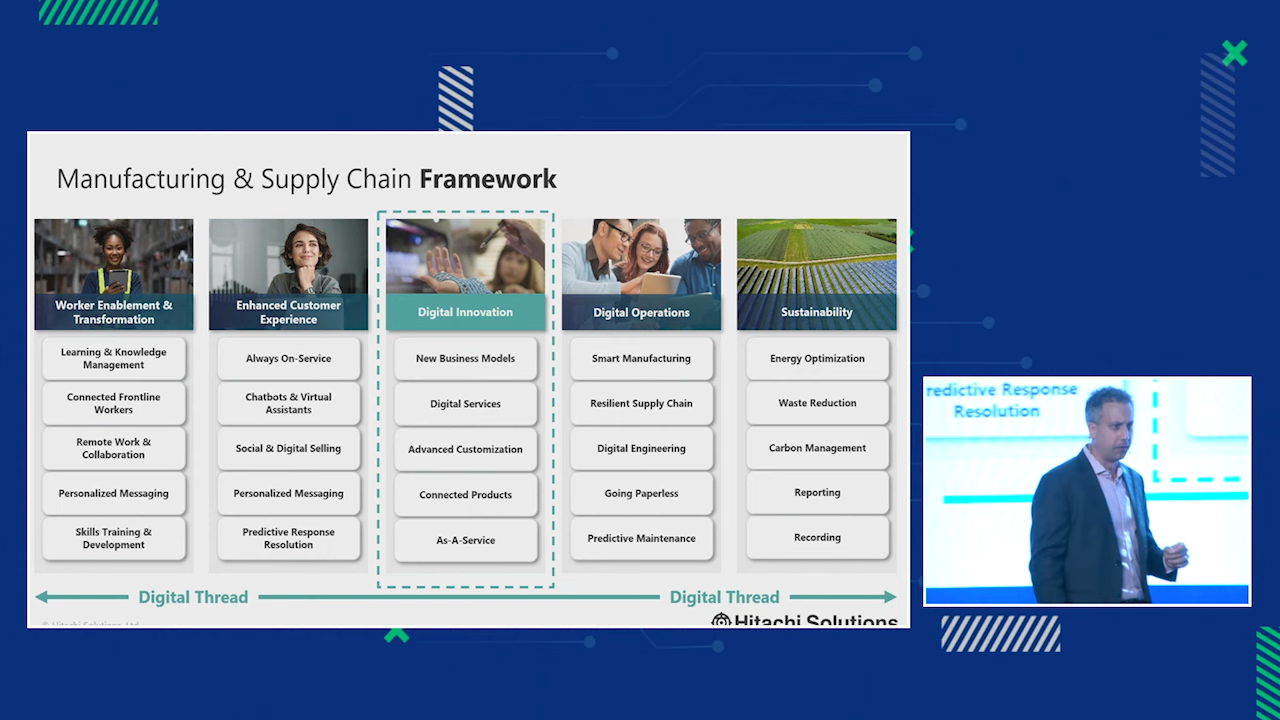 Manufacturing & Supply Chain Framework
Worker Enablement &
Transformation
Learning & Knowledge
Management
Connected Frontline
Workers
Remote Work &
Collaboration
Personalized Messaging
Skills Training &
Development
Enhanced Customer
Experience
Always On-Service
Chatbots & Virtual
Assistants
Social & Digital Selling
Personalized Messaging
Predictive Response
Resolution
Digital Innovation
New Business Models
Digital Services
Advanced Customization
Connected Products
As-A-Service
Digital Operations
Smart Manufacturing
Resilient Supply Chain
Digital Engineering
Going Paperless
Predictive Maintenance
Sustainability
Energy Optimization
Waste Reduction
Carbon Management
Reporting
Recording
Digital Thread
Digital Thread
© Hitachi Solutions, Ltd
Hitachi Solutions
redictive Response
Resolution